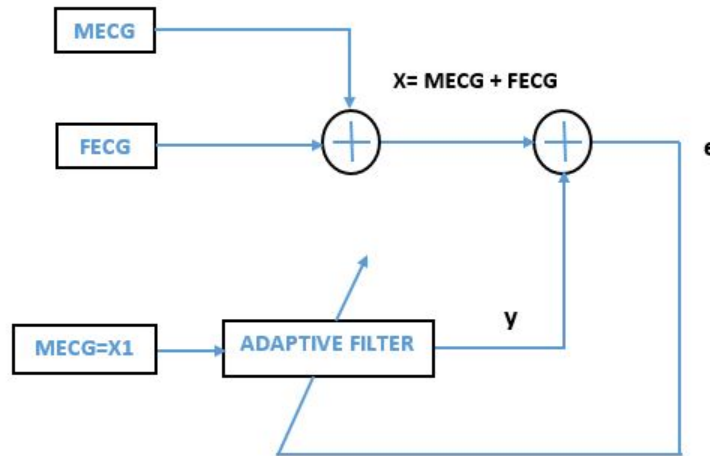 MECG
X= MECG + FECG
FECG
e
y
MECG=X1
ADAPTIVE FILTER